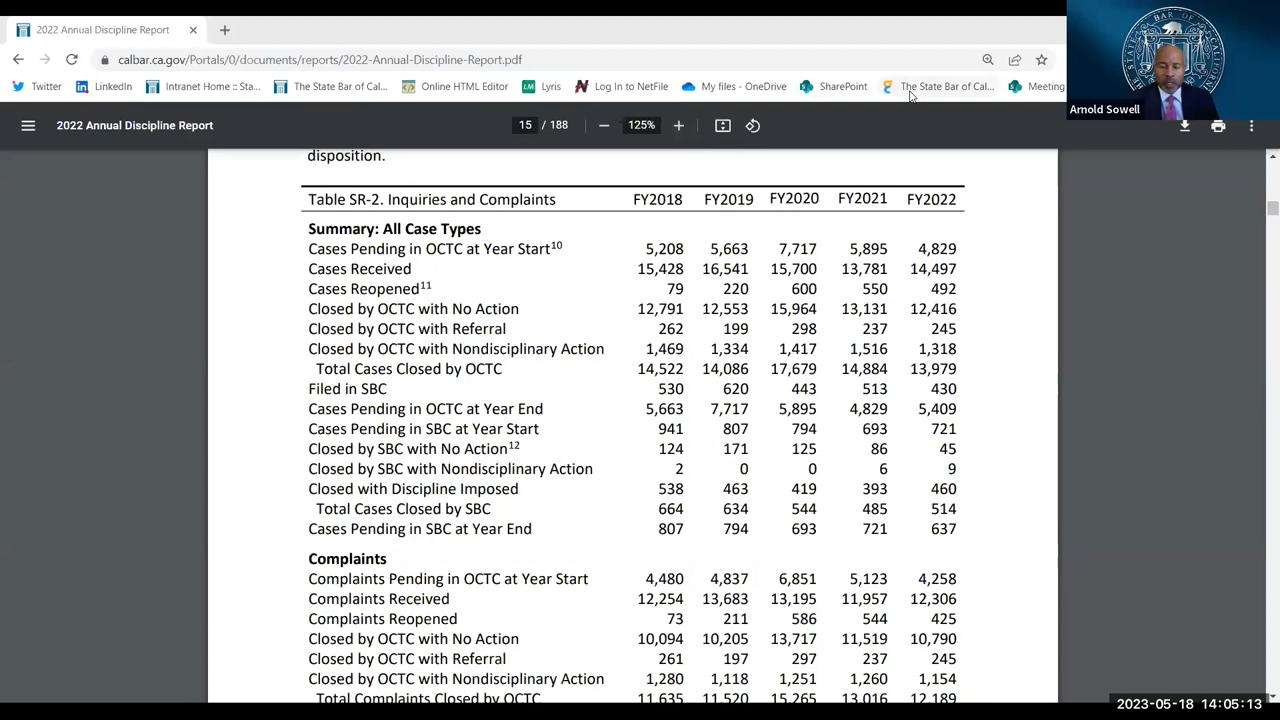 2022 Annual Discipline Report
calbar.ca.gov/Portals/0/documents/reports/2022-Annual-Discipline-Report.pdf
Twitter LinkedIn Intranet Home :: Sta... The State Bar of Cal... Online HTML Editor Lyris Log In to NetFile My files - OneDrive SharePoint The State Bar of Cal... Meeting
Arnold Sowell
2022 Annual Discipline Report 15 / 188 125%
disposition.
Table SR-2. Inquiries and Complaints FY2018 FY2019 FY2020 FY2021 FY2022
Summary: All Case Types
Cases Pending in OCTC at Year Start10 5,208 5,663 7,717 5,895 4,829
Cases Received 15,428 16,541 15,700 13,781 14,497
Cases Reopened11 79 220 600 550 492
Closed by OCTC with No Action 12,791 12,553 15,964 13,131 12,416
Closed by OCTC with Referral 262 199 298 237 245
Closed by OCTC with Nondisciplinary Action 1,469 1,334 1,417 1,516 1,318
Total Cases Closed by OCTC 14,522 14,086 17,679 14,884 13,979
Filed in SBC 530 620 443 513 430
Cases Pending in OCTC at Year End 5,663 7,717 5,895 4,829 5,409
Cases Pending in SBC at Year Start 941 807 794 693 721
Closed by SBC with No Action12 124 171 125 86 45
Closed by SBC with Nondisciplinary Action 2 0 0 6 9
Closed with Discipline Imposed 538 463 419 393 460
Total Cases Closed by SBC 664 634 544 485 514
Cases Pending in SBC at Year End 807 794 693 721 637
Complaints
Complaints Pending in OCTC at Year Start 4,480 4,837 6,851 5,123 4,258
Complaints Received 12,254 13,683 13,195 11,957 12,306
Complaints Reopened 73 211 586 544 425
Closed by OCTC with No Action 10,094 10,205 13,717 11,519 10,790
Closed by OCTC with Referral 261 197 297 237 245
Closed by OCTC with Nondisciplinary Action 1,280 1,118 1,251 1,260 1,154
Total Complaints Closed by OCTC 11,635 11,520 15,265 13,016 12,189
2023-05-18 14:05:13